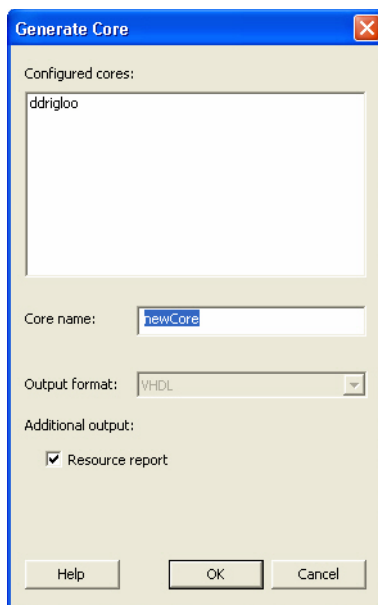 Generate Core
Configured cores:
ddrigloo
Core name: newCore
Output format: VHDL
Additional output:
Resource report
Help OK Cancel